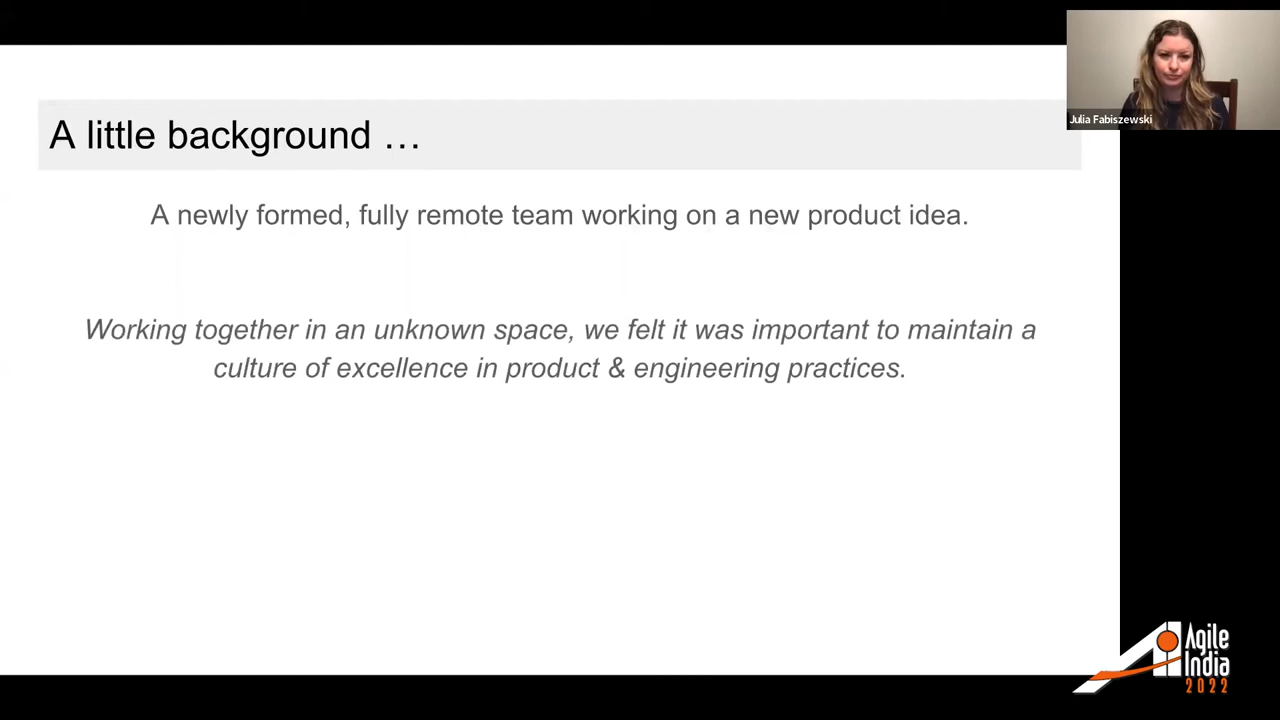 A little background …
Julia Fabiszewski
A newly formed, fully remote team working on a new product idea.
Working together in an unknown space, we felt it was important to maintain a
culture of excellence in product & engineering practices.
Agile
India
2022